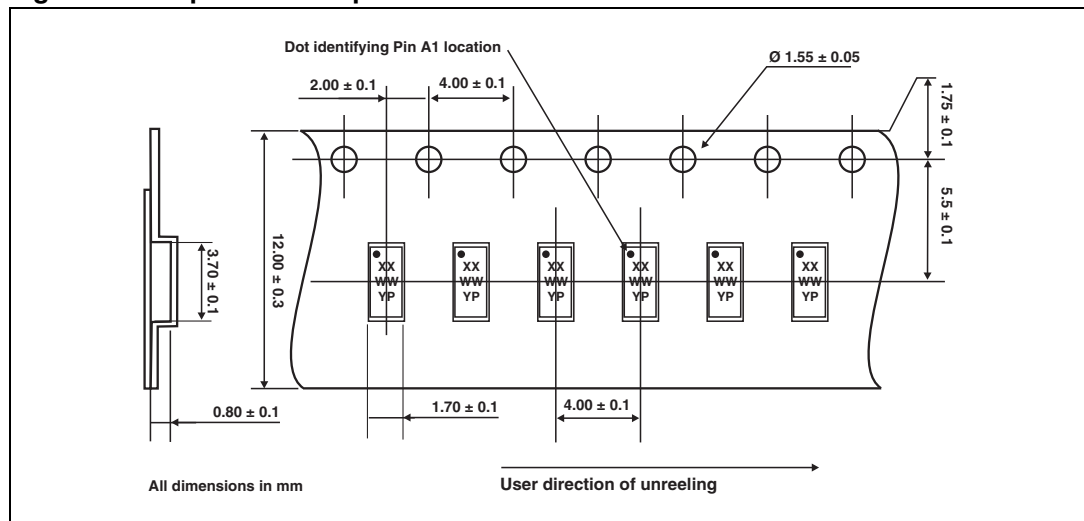 Dot identifying Pin A1 location
Ø 1.55 ± 0.05
2.00 ± 0.1
4.00 ± 0.1
1.75 ± 0.1
5.5 ± 0.1
12.00 ± 0.3
3.70 ± 0.1
XX
WW
YP
XX
WW
YP
XX
WW
YP
XX
WW
YP
XX
WW
YP
XX
WW
YP
0.80 ± 0.1
1.70 ± 0.1
4.00 ± 0.1
All dimensions in mm
User direction of unreeling